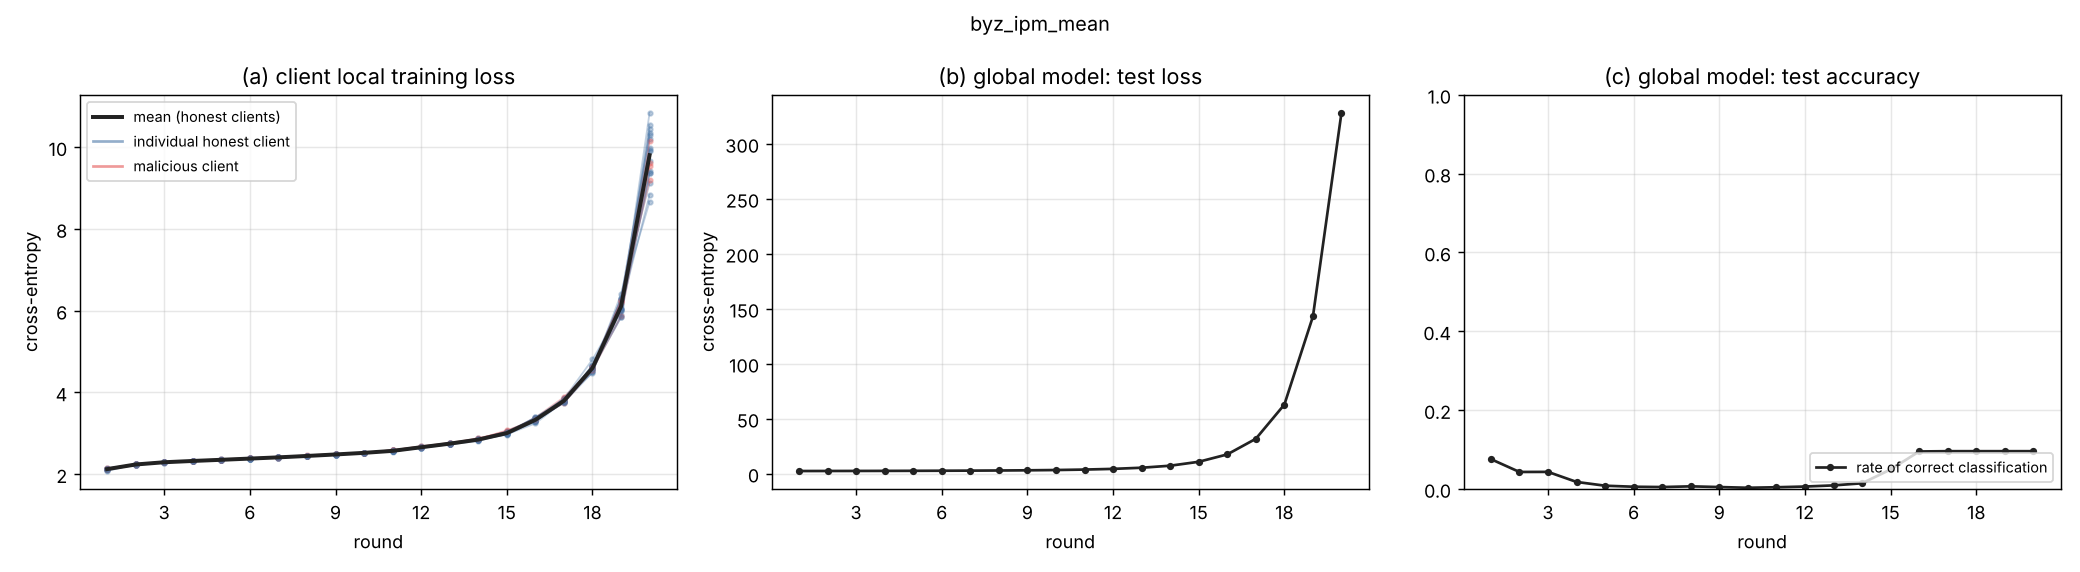 byz_ipm_mean
(a) client local training loss
mean (honest clients)
individual honest client
malicious client
cross-entropy
10
8
6
4
2
3 6 9 12 15 18
round
(b) global model: test loss
cross-entropy
300
250
200
150
100
50
0
3 6 9 12 15 18
round
(c) global model: test accuracy
1.0
0.8
0.6
0.4
0.2
0.0
rate of correct classification
3 6 9 12 15 18
round